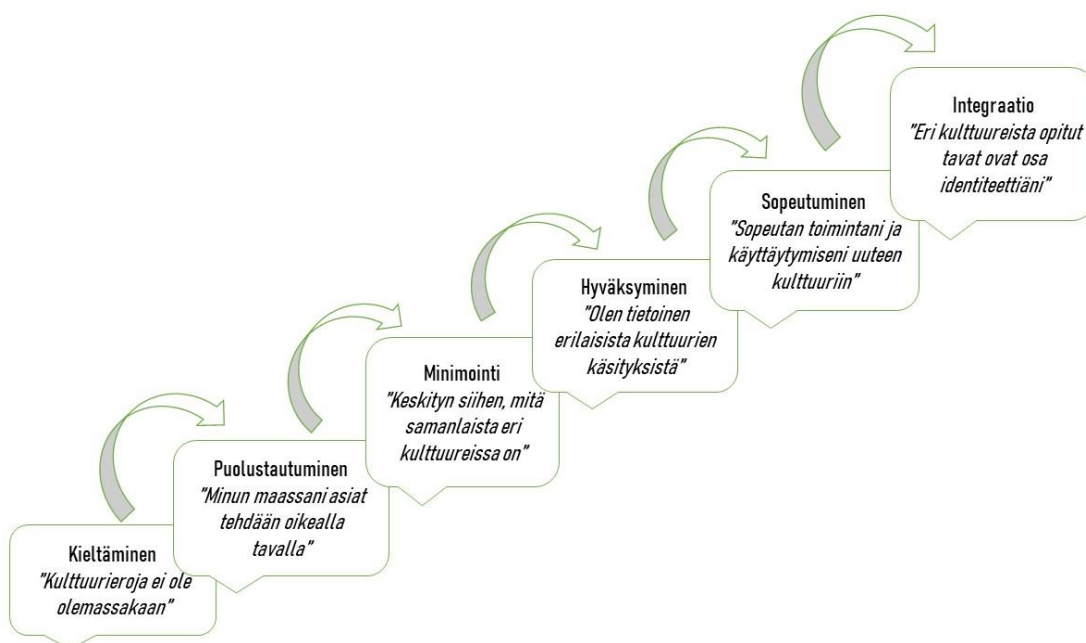 Integraatio
"Eri kulttuureista opitut
tavat ovat osa
identiteettiäni"
Sopeutuminen
"Sopeutan toimintani ja
käyttäytymiseni uuteen
kulttuuriin"
Hyväksyminen
"Olen tietoinen
erilaisista kulttuurien
käsityksistä"
Minimointi
"Keskityn siihen, mitä
samanlaista eri
kulttuureissa on"
Puolustautuminen
"Minun maassani asiat
tehdään oikealla
tavalla"
Kieltäminen
"Kulttuurieroja ei ole
olemassakaan"